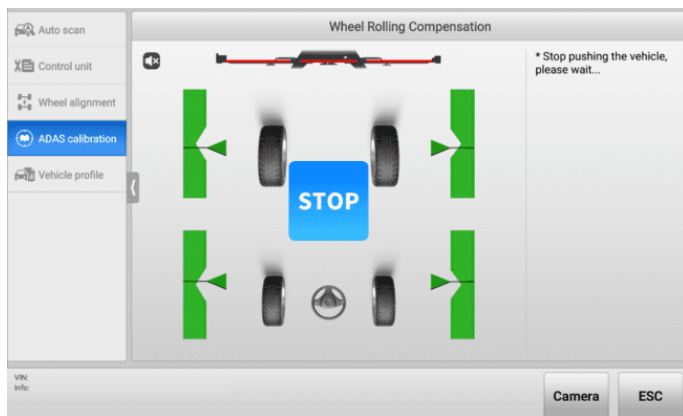 Auto scan
Wheel Rolling Compensation
Control unit
Wheel alignment
ADAS calibration
Vehicle profile
STOP
* Stop pushing the vehicle,
please wait...
VIN:
Info:
Camera
ESC